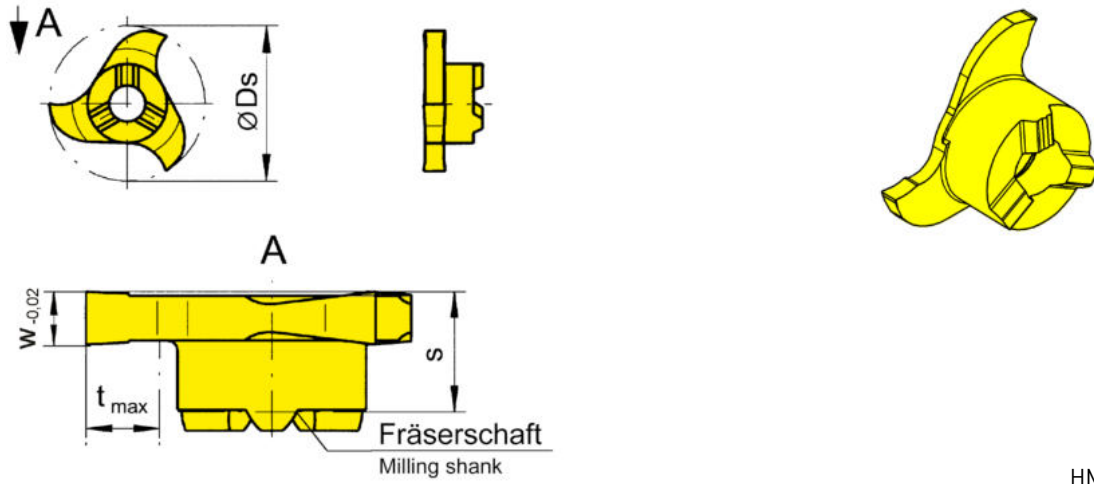 A
ØDs
A
w-0,02
s
t max
Fräserschaft
Milling shank